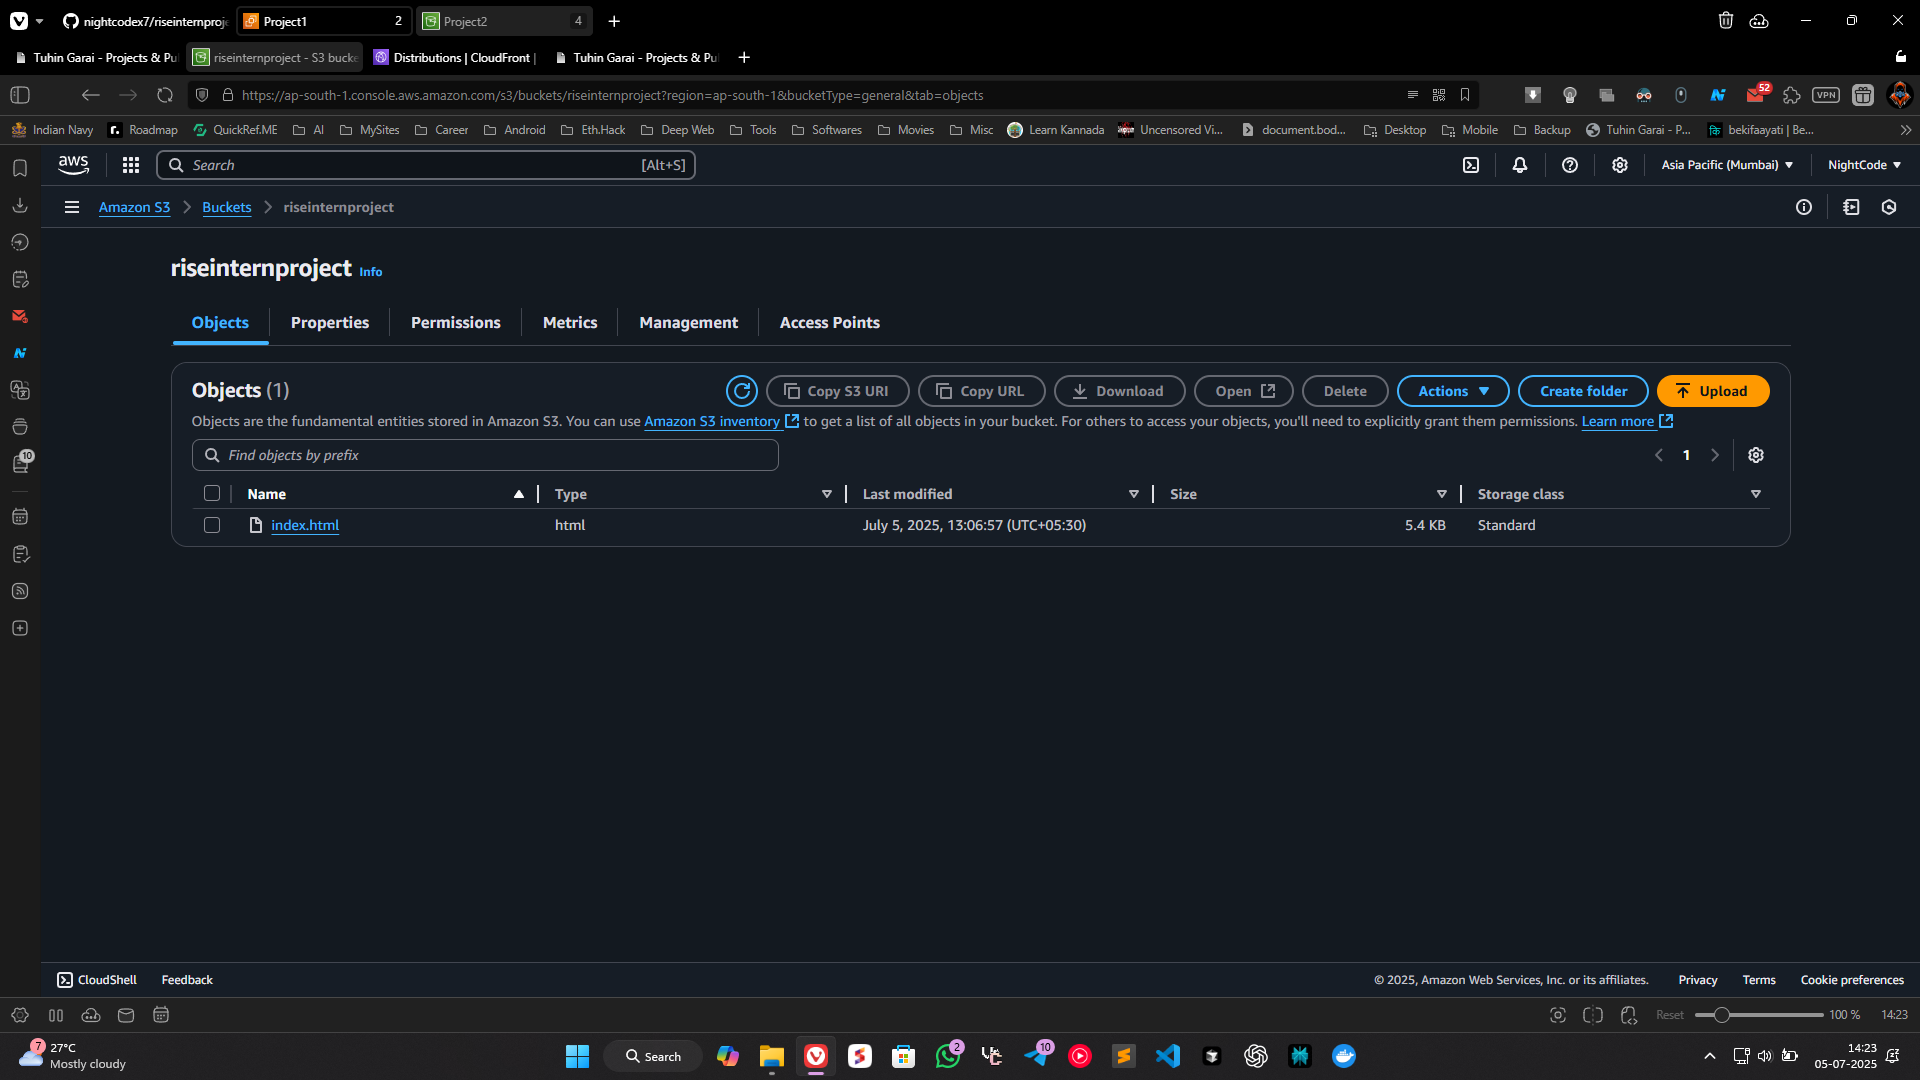 nightcodex7/riseinternproje
Project1
2
Project2
4
Tuhin Garai - Projects & Pu
riseinternproject - S3 bucke
Distributions | CloudFront |
Tuhin Garai - Projects & Pu
https://ap-south-1.console.aws.amazon.com/s3/buckets/riseinternproject?region=ap-south-1&bucketType=general&tab=objects
52
VPN
Indian Navy
Roadmap
QuickRef.ME
AI
MySites
Career
Android
Eth.Hack
Deep Web
Tools
Softwares
Movies
Misc
Learn Kannada
Uncensored Vi...
document.bod...
Desktop
Mobile
Backup
Tuhin Garai - P...
bekifaayati | Be...
aws
Search
[Alt+S]
Asia Pacific (Mumbai)
NightCode
Amazon S3
Buckets
riseinternproject
riseinternproject Info
Objects
Properties
Permissions
Metrics
Management
Access Points
Objects (1)
Copy S3 URI
Copy URL
Download
Open
Delete
Actions
Create folder
Upload
Objects are the fundamental entities stored in Amazon S3. You can use Amazon S3 inventory to get a list of all objects in your bucket. For others to access your objects, you'll need to explicitly grant them permissions. Learn more
Find objects by prefix
1
Name
Type
Last modified
Size
Storage class
index.html
html
July 5, 2025, 13:06:57 (UTC+05:30)
5.4 KB
Standard
10
CloudShell
Feedback
© 2025, Amazon Web Services, Inc. or its affiliates.
Privacy
Terms
Cookie preferences
Reset
100 %
14:23
7
27°C
Mostly cloudy
Search
2
10
14:23
05-07-2025